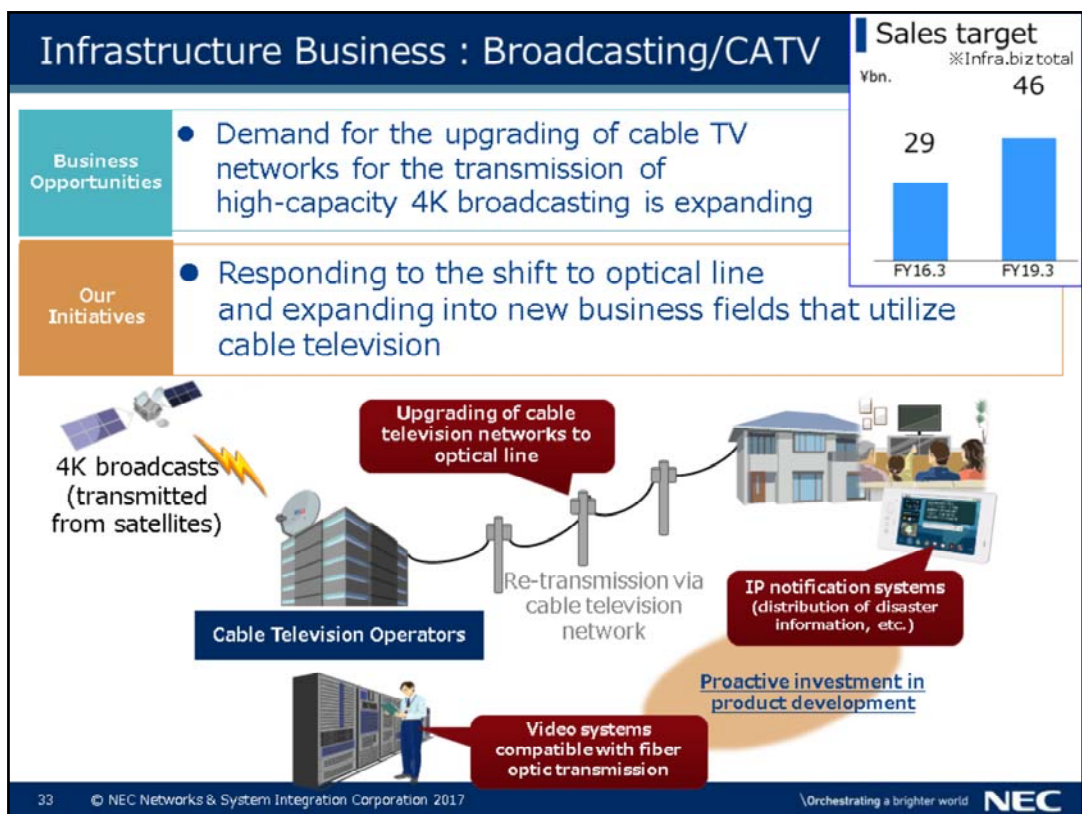 Infrastructure Business : Broadcasting/CATV
Sales target
※Infra.biz total
¥bn.
46
29
FY16.3
FY19.3
Business
Opportunities
● Demand for the upgrading of cable TV
networks for the transmission of
high-capacity 4K broadcasting is expanding
Our
Initiatives
● Responding to the shift to optical line
and expanding into new business fields that utilize
cable television
4K broadcasts
(transmitted
from satellites)
Upgrading of cable
television networks to
optical line
Re-transmission via
cable television
network
IP notification systems
(distribution of disaster
information, etc.)
Cable Television Operators
Proactive investment in
product development
Video systems
compatible with fiber
optic transmission
33 © NEC Networks & System Integration Corporation 2017
\Orchestrating a brighter world NEC